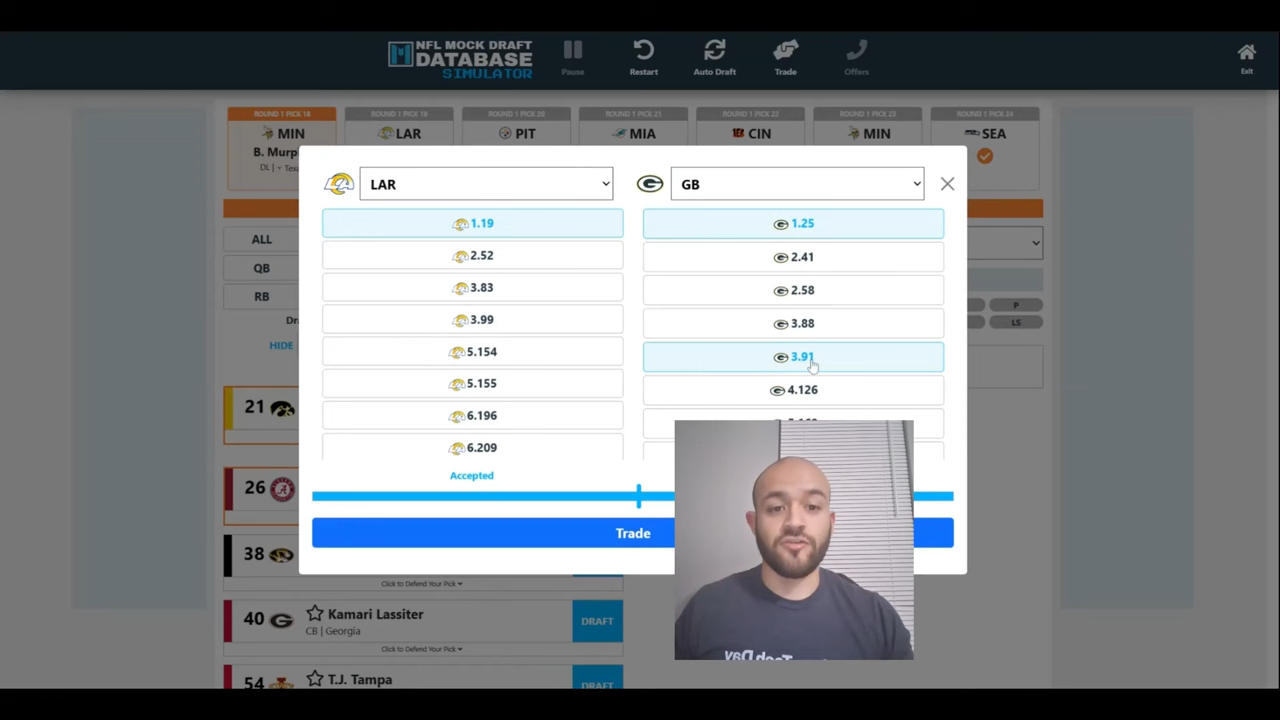 NFL MOCK DRAFT
DATABASE
SIMULATOR
Pause
Restart
Auto Draft
Trade
Offers
Exit
ROUND 1 PICK 18
MIN
B. Murp
DL |
Texa
ROUND 1 PICK 19
LAR
ROUND 1 PICK 20
PIT
ROUND 1 PICK 21
MIA
ROUND 1 PICK 22
CIN
ROUND 1 PICK 23
MIN
ROUND 1 PICK 24
SEA
LAR
GB
1.19
2.52
3.83
3.99
5.154
5.155
6.196
6.209
1.25
2.41
2.58
3.88
3.91
4.126
Accepted
Trade
ALL
QB
RB
Dr
HIDE
P
LS
21
26
38
Click to Defend Your Pick
40
Kamari Lassiter
CB | Georgia
DRAFT
Click to Defend Your Pick
54
T.J. Tampa
DRAFT